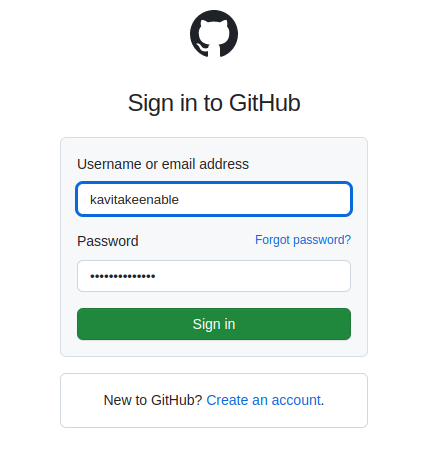 Sign in to GitHub
Username or email address
kavitakeenable
Password Forgot password?
••••••••••••••
Sign in
New to GitHub? Create an account.